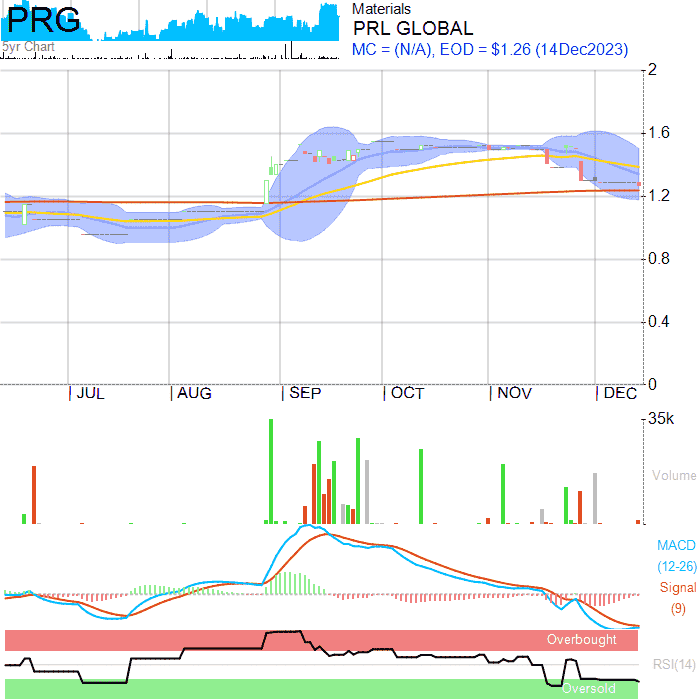 PRG
5yr Chart
Materials
PRL GLOBAL
MC = (N/A), EOD = $1.26 (14Dec2023)
2
1.6
1.2
0.8
0.4
0
JUL AUG SEP OCT NOV DEC
35k
Volume
MACD
(12-26)
Signal
(9)
Overbought
RSI(14)
Oversold